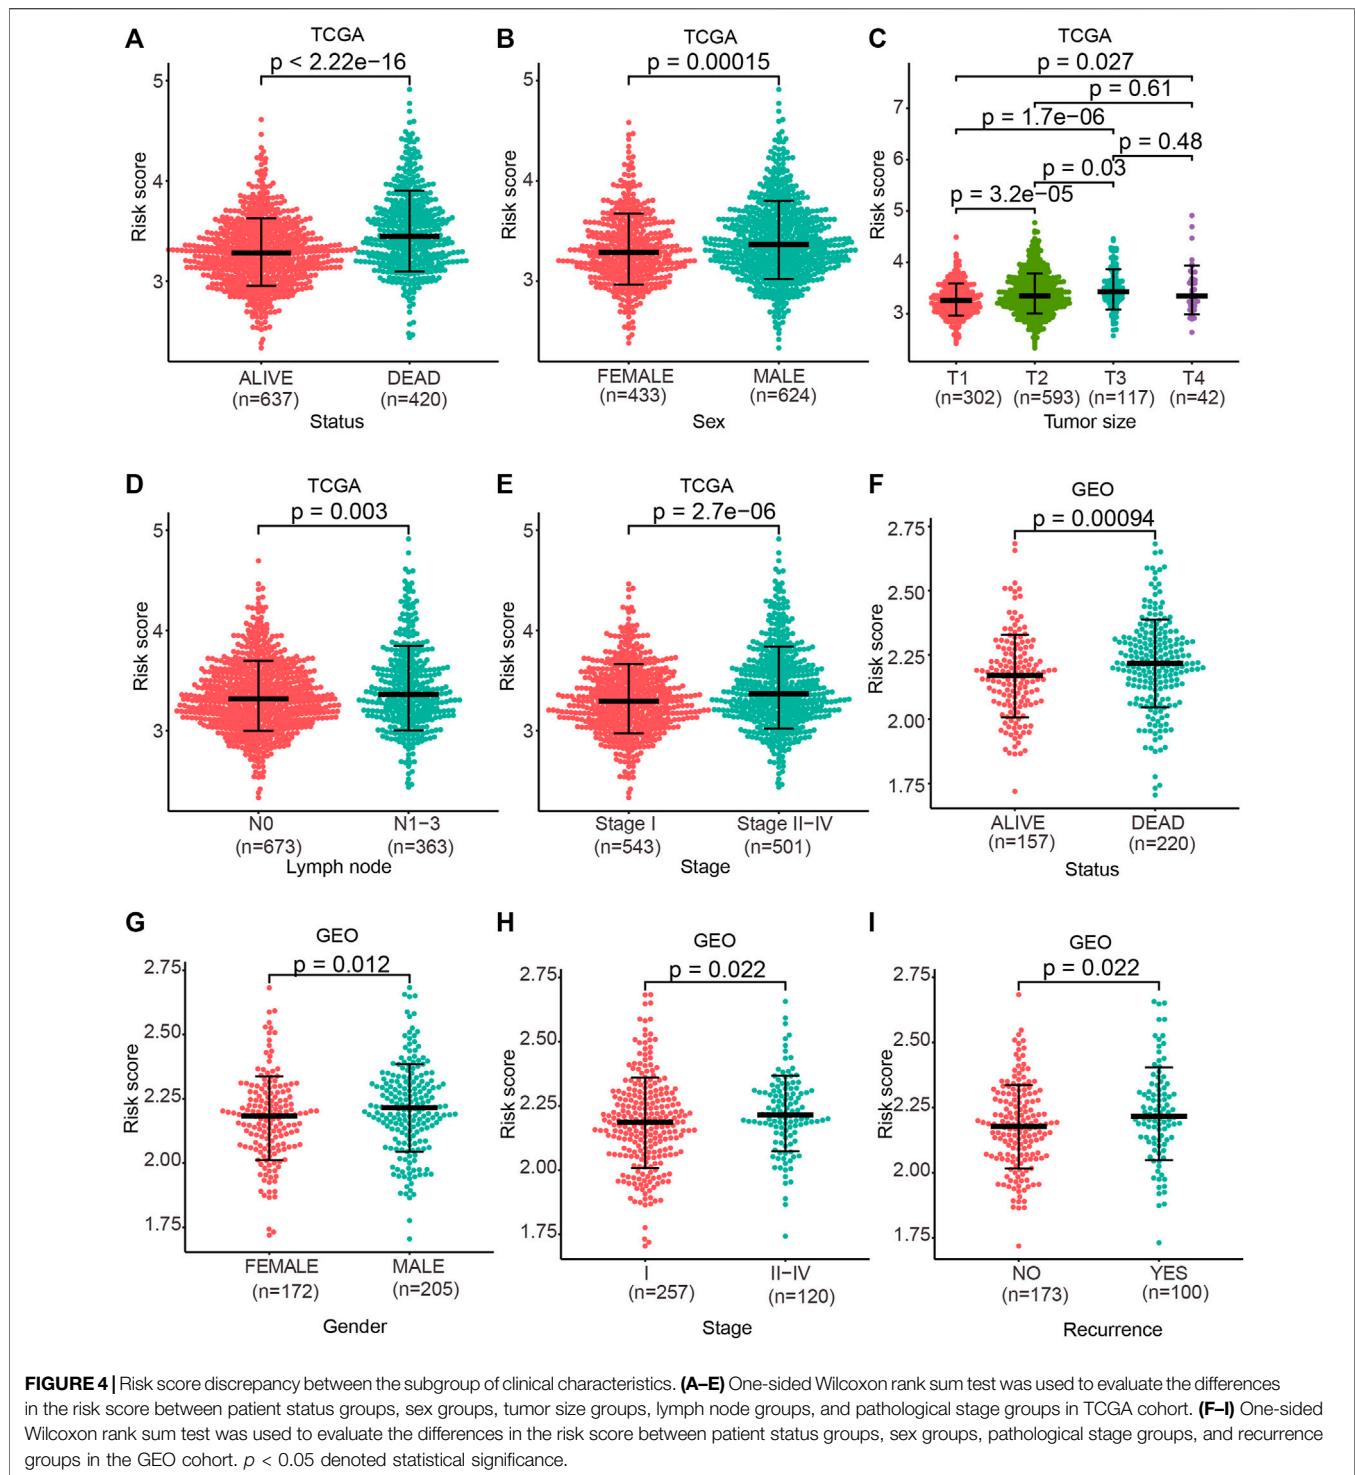 A
TCGA
p < 2.22e−16
5
4
3
Risk score
ALIVE
(n=637)
DEAD
(n=420)
Status
B
TCGA
p = 0.00015
5
4
3
Risk score
FEMALE
(n=433)
MALE
(n=624)
Sex
C
TCGA
p = 0.027
p = 0.61
p = 1.7e−06
p = 0.48
p = 0.03
p = 3.2e−05
7
6
5
4
3
Risk score
T1
(n=302)
T2
(n=593)
T3
(n=117)
T4
(n=42)
Tumor size
D
TCGA
p = 0.003
5
4
3
Risk score
N0
(n=673)
N1−3
(n=363)
Lymph node
E
TCGA
p = 2.7e−06
5
4
3
Risk score
Stage I
(n=543)
Stage II−IV
(n=501)
Stage
F
GEO
p = 0.00094
2.75
2.50
2.25
2.00
1.75
Risk score
ALIVE
(n=157)
DEAD
(n=220)
Status
G
GEO
p = 0.012
2.75
2.50
2.25
2.00
1.75
Risk score
FEMALE
(n=172)
MALE
(n=205)
Gender
H
GEO
p = 0.022
2.75
2.50
2.25
2.00
1.75
Risk score
I
(n=257)
II−IV
(n=120)
Stage
I
GEO
p = 0.022
2.75
2.50
2.25
2.00
1.75
Risk score
NO
(n=173)
YES
(n=100)
Recurrence
FIGURE 4 | Risk score discrepancy between the subgroup of clinical characteristics. (A–E) One-sided Wilcoxon rank sum test was used to evaluate the differences
in the risk score between patient status groups, sex groups, tumor size groups, lymph node groups, and pathological stage groups in TCGA cohort. (F–I) One-sided
Wilcoxon rank sum test was used to evaluate the differences in the risk score between patient status groups, sex groups, pathological stage groups, and recurrence
groups in the GEO cohort. p < 0.05 denoted statistical significance.